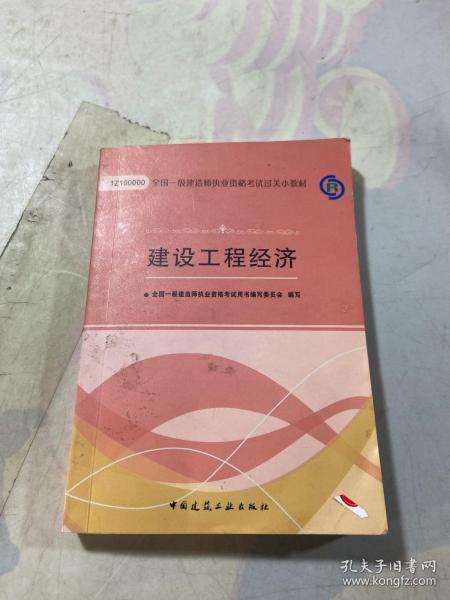 1Z100000 全国一级建造师执业资格考试过关小教材
建设工程经济
● 全国一级建造师执业资格考试用书编写委员会 编写
中国建筑工业出版社
孔夫子旧书网
www.kongfz.com